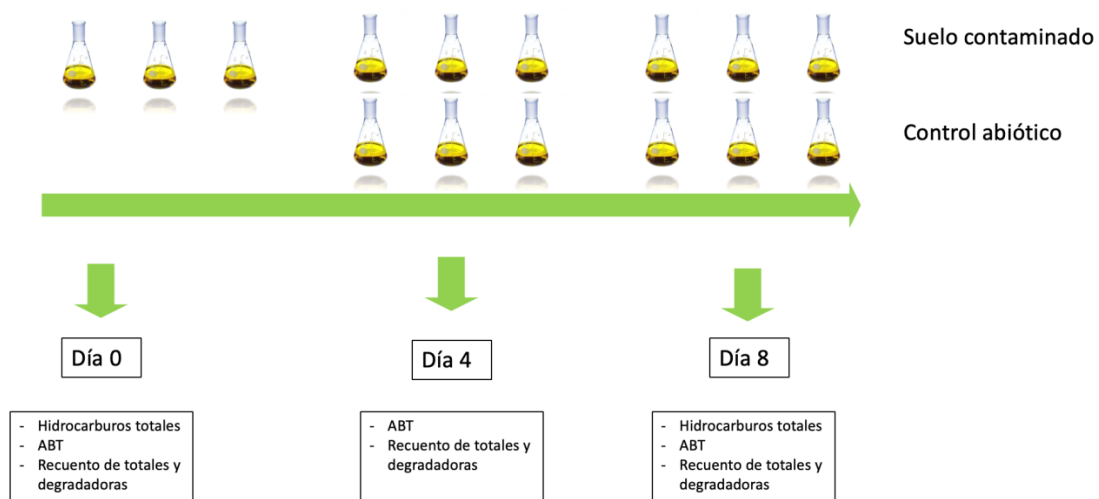 Suelo contaminado
Control abiótico
Día 0
Día 4
Día 8
- Hidrocarburos totales
- ABT
- Recuento de totales y
degradadoras
- ABT
- Recuento de totales y
degradadoras
- Hidrocarburos totales
- ABT
- Recuento de totales y
degradadoras